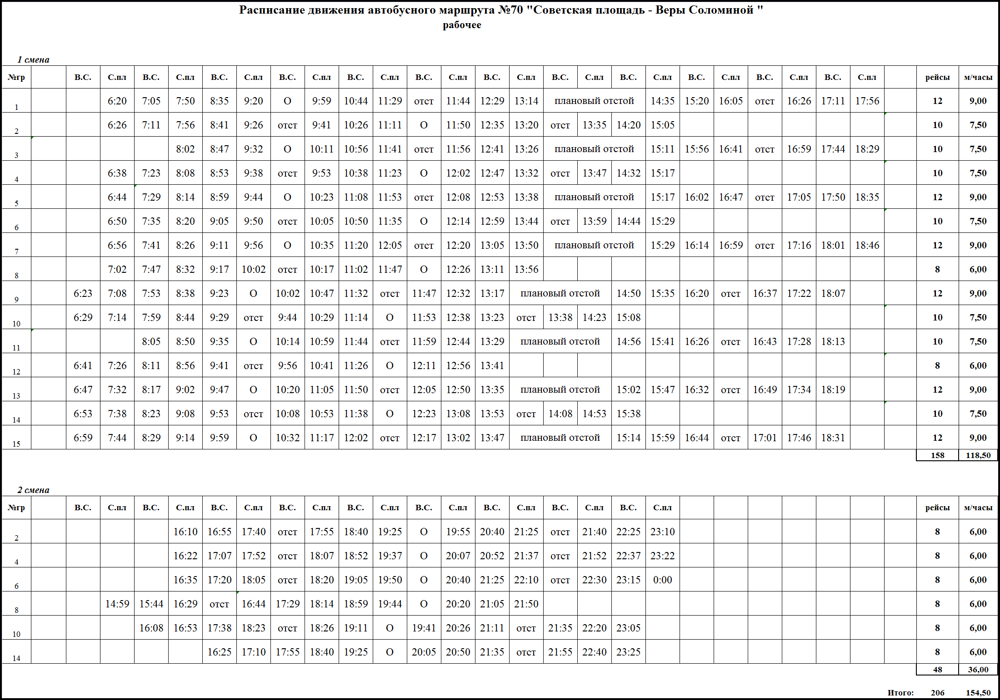 Расписание движения автобусного маршрута №70 "Советская площадь - Веры Соломиной "
рабочее
1 смена
№гр В.С. С.пл В.С. С.пл В.С. С.пл В.С. С.пл В.С. С.пл В.С. С.пл В.С. С.пл В.С. С.пл В.С. С.пл В.С. С.пл В.С. С.пл В.С. С.пл рейсы м/часы
1 6:20 7:05 7:50 8:35 9:20 О 9:59 10:44 11:29 отст 11:44 12:29 13:14 плановый отстой 14:35 15:20 16:05 отст 16:26 17:11 17:56 12 9,00
2 6:26 7:11 7:56 8:41 9:26 отст 9:41 10:26 11:11 О 11:50 12:35 13:20 отст 13:35 14:20 15:05 10 7,50
3 8:02 8:47 9:32 О 10:11 10:56 11:41 отст 11:56 12:41 13:26 плановый отстой 15:11 15:56 16:41 отст 16:59 17:44 18:29 10 7,50
4 6:38 7:23 8:08 8:53 9:38 отст 9:53 10:38 11:23 О 12:02 12:47 13:32 отст 13:47 14:32 15:17 10 7,50
5 6:44 7:29 8:14 8:59 9:44 О 10:23 11:08 11:53 отст 12:08 12:53 13:38 плановый отстой 15:17 16:02 16:47 отст 17:05 17:50 18:35 12 9,00
6 6:50 7:35 8:20 9:05 9:50 отст 10:05 10:50 11:35 О 12:14 12:59 13:44 отст 13:59 14:44 15:29 10 7,50
7 6:56 7:41 8:26 9:11 9:56 О 10:35 11:20 12:05 отст 12:20 13:05 13:50 плановый отстой 15:29 16:14 16:59 отст 17:16 18:01 18:46 12 9,00
8 7:02 7:47 8:32 9:17 10:02 отст 10:17 11:02 11:47 О 12:26 13:11 13:56 8 6,00
9 6:23 7:08 7:53 8:38 9:23 О 10:02 10:47 11:32 отст 11:47 12:32 13:17 плановый отстой 14:50 15:35 16:20 отст 16:37 17:22 18:07 12 9,00
10 6:29 7:14 7:59 8:44 9:29 отст 9:44 10:29 11:14 О 11:53 12:38 13:23 отст 13:38 14:23 15:08 10 7,50
11 8:05 8:50 9:35 О 10:14 10:59 11:44 отст 11:59 12:44 13:29 плановый отстой 14:56 15:41 16:26 отст 16:43 17:28 18:13 10 7,50
12 6:41 7:26 8:11 8:56 9:41 отст 9:56 10:41 11:26 О 12:11 12:56 13:41 8 6,00
13 6:47 7:32 8:17 9:02 9:47 О 10:20 11:05 11:50 отст 12:05 12:50 13:35 плановый отстой 15:02 15:47 16:32 отст 16:49 17:34 18:19 12 9,00
14 6:53 7:38 8:23 9:08 9:53 отст 10:08 10:53 11:38 О 12:23 13:08 13:53 отст 14:08 14:53 15:38 10 7,50
15 6:59 7:44 8:29 9:14 9:59 О 10:32 11:17 12:02 отст 12:17 13:02 13:47 плановый отстой 15:14 15:59 16:44 отст 17:01 17:46 18:31 12 9,00
158 118,50
2 смена
№гр В.С. С.пл В.С. С.пл В.С. С.пл В.С. С.пл В.С. С.пл В.С. С.пл В.С. С.пл В.С. С.пл В.С. С.пл рейсы м/часы
2 16:10 16:55 17:40 отст 17:55 18:40 19:25 О 19:55 20:40 21:25 отст 21:40 22:25 23:10 8 6,00
4 16:22 17:07 17:52 отст 18:07 18:52 19:37 О 20:07 20:52 21:37 отст 21:52 22:37 23:22 8 6,00
6 16:35 17:20 18:05 отст 18:20 19:05 19:50 О 20:40 21:25 22:10 отст 22:30 23:15 0:00 8 6,00
8 14:59 15:44 16:29 отст 16:44 17:29 18:14 18:59 19:44 О 20:20 21:05 21:50 8 6,00
10 16:08 16:53 17:38 18:23 отст 18:26 19:11 О 19:41 20:26 21:11 отст 21:35 22:20 23:05 8 6,00
14 16:25 17:10 17:55 18:40 19:25 О 20:05 20:50 21:35 отст 21:55 22:40 23:25 8 6,00
48 36,00
Итого: 206 154,50